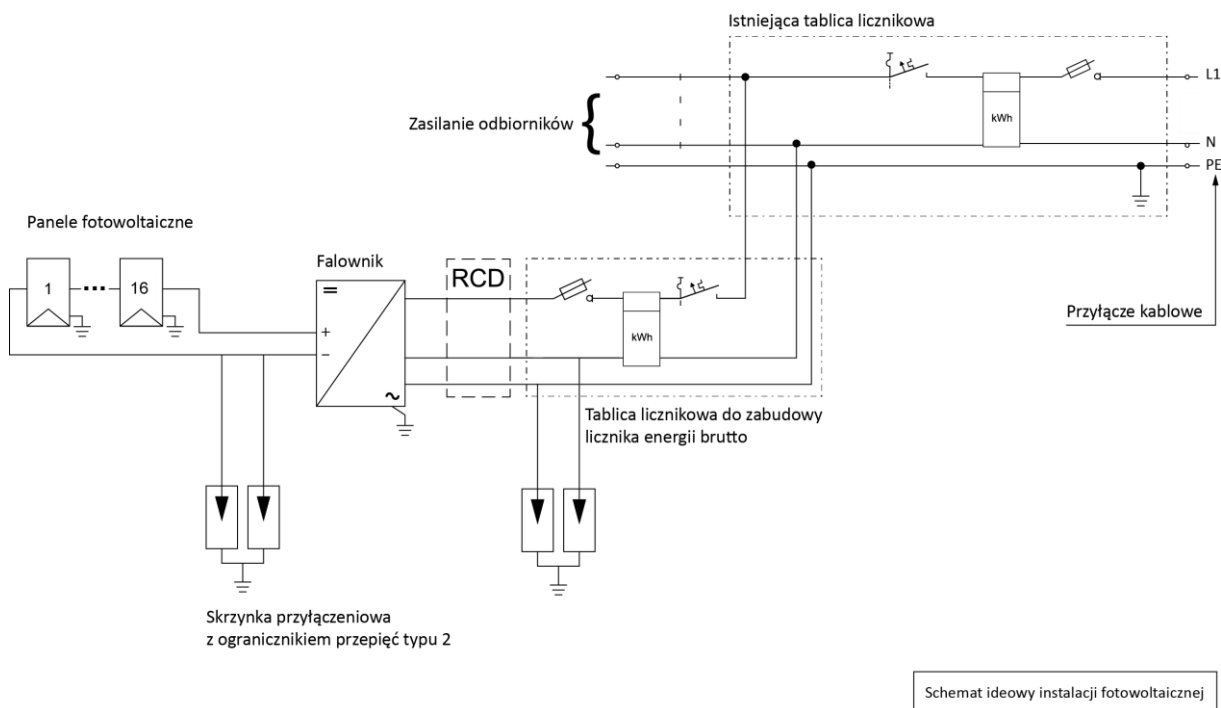 Istniejąca tablica licznikowa
L1
kWh
Zasilanie odbiorników
N
PE
Panele fotowoltaiczne
Falownik
RCD
1
16
kWh
Przyłącze kablowe
Tablica licznikowa do zabudowy
licznika energii brutto
Skrzynka przyłączeniowa
z ogranicznikiem przepięć typu 2
Schemat ideowy instalacji fotowoltaicznej